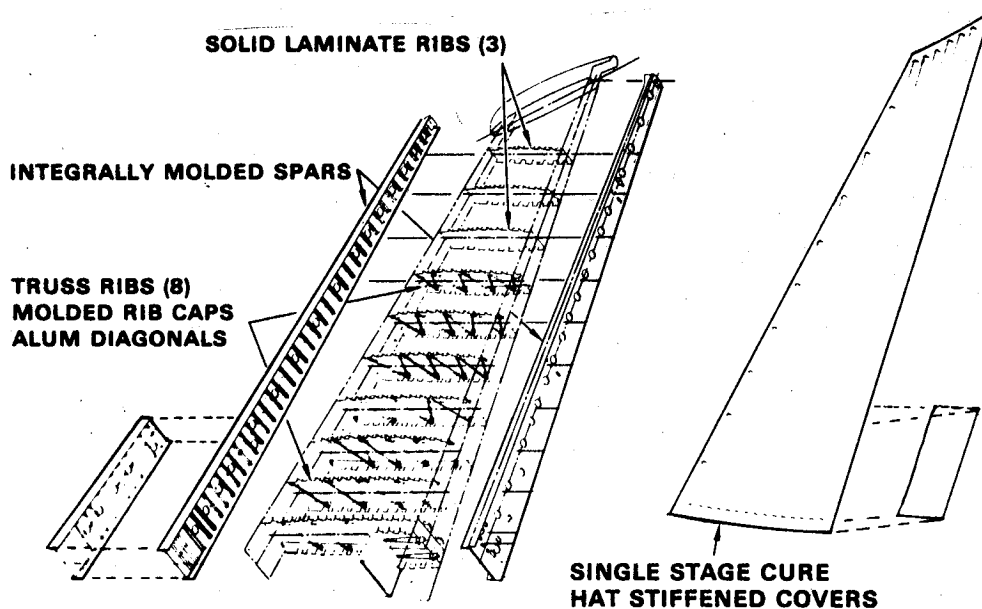 SOLID LAMINATE RIBS (3)
INTEGRALLY MOLDED SPARS
TRUSS RIBS (8)
MOLDED RIB CAPS
ALUM DIAGONALS
SINGLE STAGE CURE
HAT STIFFENED COVERS